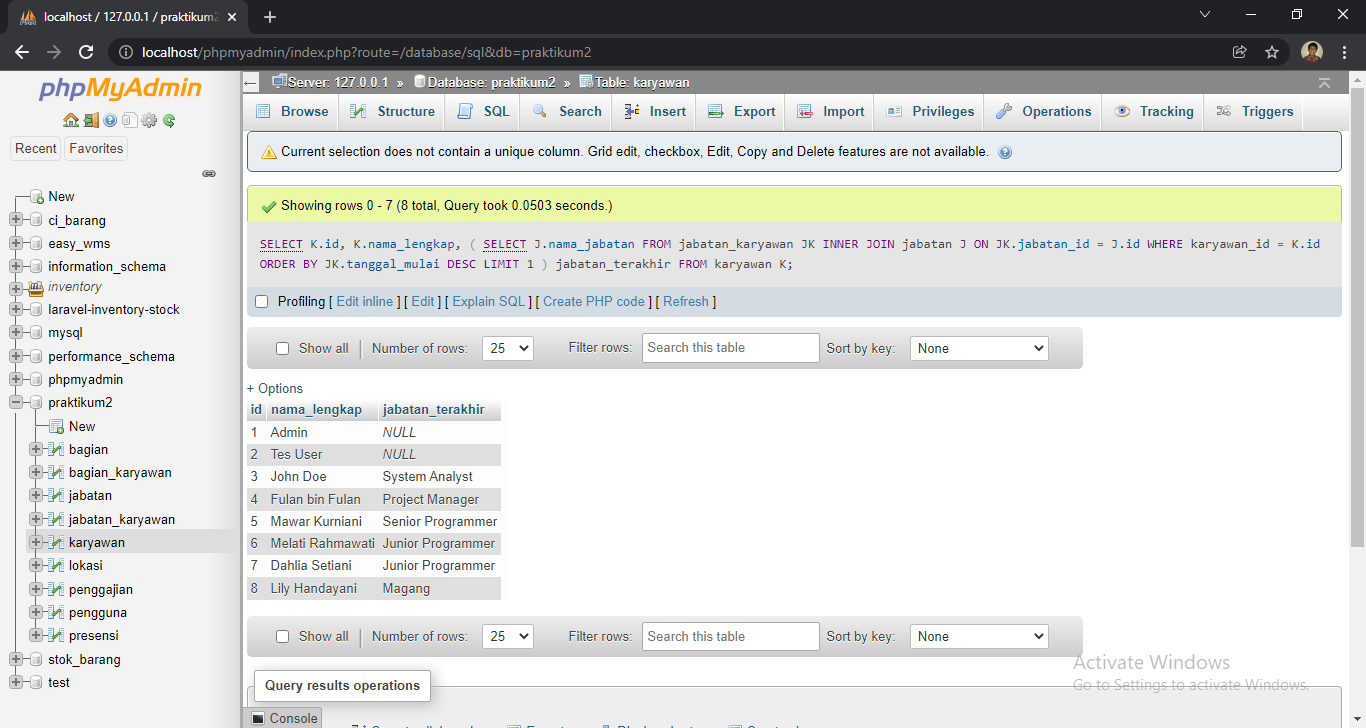 localhost / 127.0.0.1 / praktikum2
localhost/phpmyadmin/index.php?route=/database/sql&db=praktikum2
phpMyAdmin
Recent Favorites
New
ci_barang
easy_wms
information_schema
inventory
laravel-inventory-stock
mysql
performance_schema
phpmyadmin
praktikum2
New
bagian
bagian_karyawan
jabatan
jabatan_karyawan
karyawan
lokasi
penggajian
pengguna
presensi
stok_barang
test
Server: 127.0.0.1 » Database: praktikum2 » Table: karyawan
Browse Structure SQL Search Insert Export Import Privileges Operations Tracking Triggers
Current selection does not contain a unique column. Grid edit, checkbox, Edit, Copy and Delete features are not available.
Showing rows 0 - 7 (8 total, Query took 0.0503 seconds.)
SELECT K.id, K.nama_lengkap, ( SELECT J.nama_jabatan FROM jabatan_karyawan JK INNER JOIN jabatan J ON JK.jabatan_id = J.id WHERE karyawan_id = K.id
ORDER BY JK.tanggal_mulai DESC LIMIT 1 ) jabatan_terakhir FROM karyawan K;
Profiling [ Edit inline ] [ Edit ] [ Explain SQL ] [ Create PHP code ] [ Refresh ]
Show all Number of rows: 25 Filter rows: Search this table Sort by key: None
+ Options
id nama_lengkap jabatan_terakhir
1 Admin NULL
2 Tes User NULL
3 John Doe System Analyst
4 Fulan bin Fulan Project Manager
5 Mawar Kurniani Senior Programmer
6 Melati Rahmawati Junior Programmer
7 Dahlia Setiani Junior Programmer
8 Lily Handayani Magang
Show all Number of rows: 25 Filter rows: Search this table Sort by key: None
Query results operations
Console
Activate Windows
Go to Settings to activate Windows.